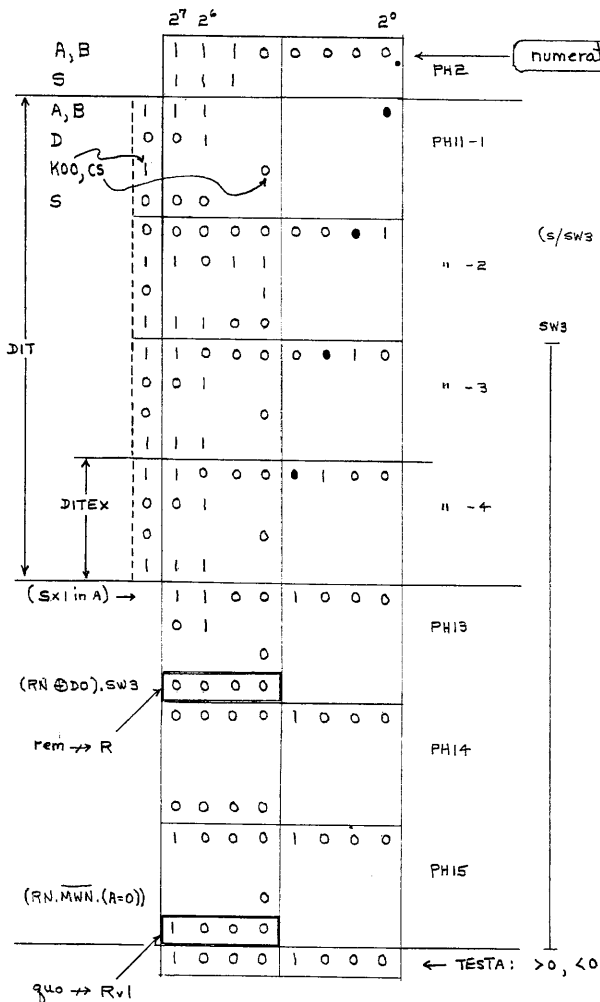 2⁷ 2⁶ 2⁰
A, B 1 1 1 0 0 0 0 0. numerat
S 1 1 1 PH2
A, B 1 1 1 ●
D 0 0 1 PH11-1
K00, CS 1 0
S 0 0 0
0 0 0 0 0 0 0 ● 1 (S/SW3
1 1 0 1 1 " -2
0 1
1 1 1 0 0 SW3
DIT
1 1 0 0 0 0 ● 1 0
0 0 1 " -3
0 0
1 1 1
1 1 0 0 0 ● 1 0 0
DITEX 0 0 1 " -4
0 0
1 1 1
(Sx1 in A) → 1 1 0 0 1 0 0 0
0 1 PH13
0
(RN ⊕ D0).SW3 0 0 0 0
0 0 0 0 1 0 0 0
rem ↛ R PH14
0 0 0 0
1 0 0 0 1 0 0 0
PH15
(RN.M̅W̅N̅.(A=0)) 0
1 0 0 0
1 0 0 0 1 0 0 0 ← TESTA: >0, <0
quo ↛ Rv1